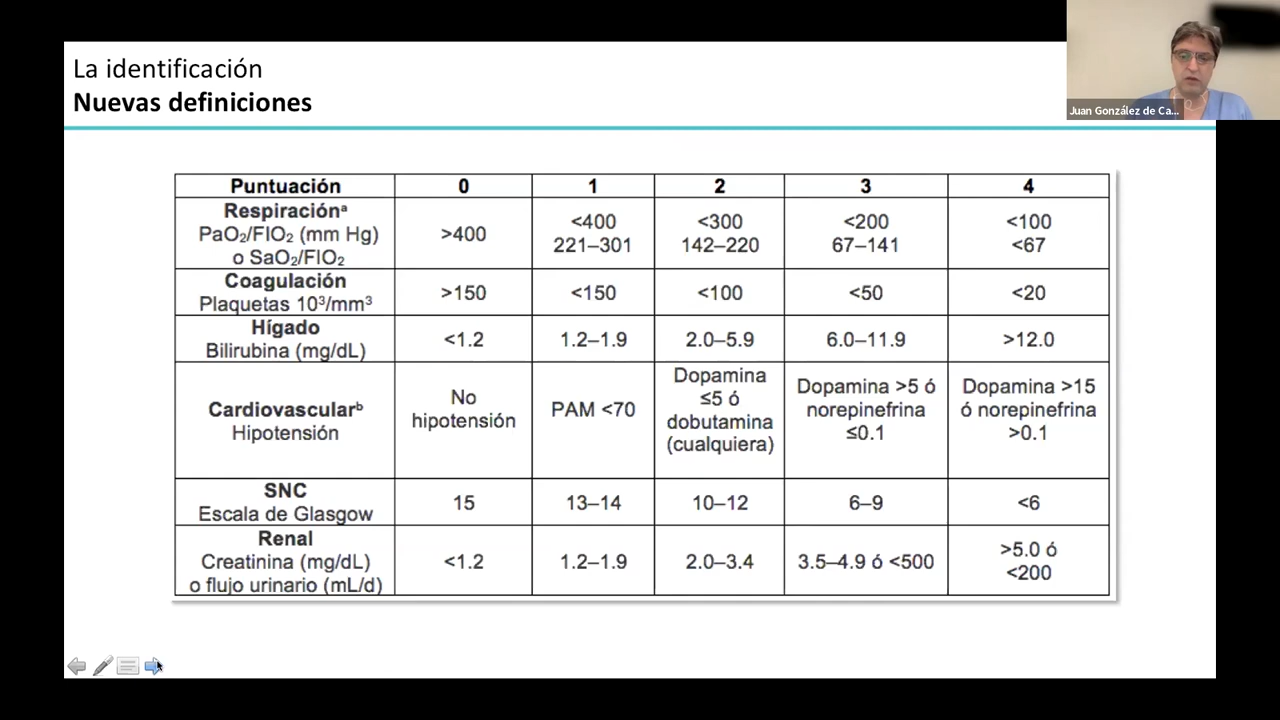 La identificación
Nuevas definiciones
Juan González de Ca...
Puntuación 0 1 2 3 4
Respiraciónᵃ
PaO₂/FIO₂ (mm Hg)
o SaO₂/FIO₂
>400
<400
221–301
<300
142–220
<200
67–141
<100
<67
Coagulación
Plaquetas 10³/mm³
>150 <150 <100 <50 <20
Hígado
Bilirubina (mg/dL)
<1.2 1.2–1.9 2.0–5.9 6.0–11.9 >12.0
Cardiovascularᵇ
Hipotensión
No
hipotensión
PAM <70
Dopamina
≤5 ó
dobutamina
(cualquiera)
Dopamina >5 ó
norepinefrina
≤0.1
Dopamina >15
ó norepinefrina
>0.1
SNC
Escala de Glasgow
15 13–14 10–12 6–9 <6
Renal
Creatinina (mg/dL)
o flujo urinario (mL/d)
<1.2 1.2–1.9 2.0–3.4 3.5–4.9 ó <500
>5.0 ó
<200